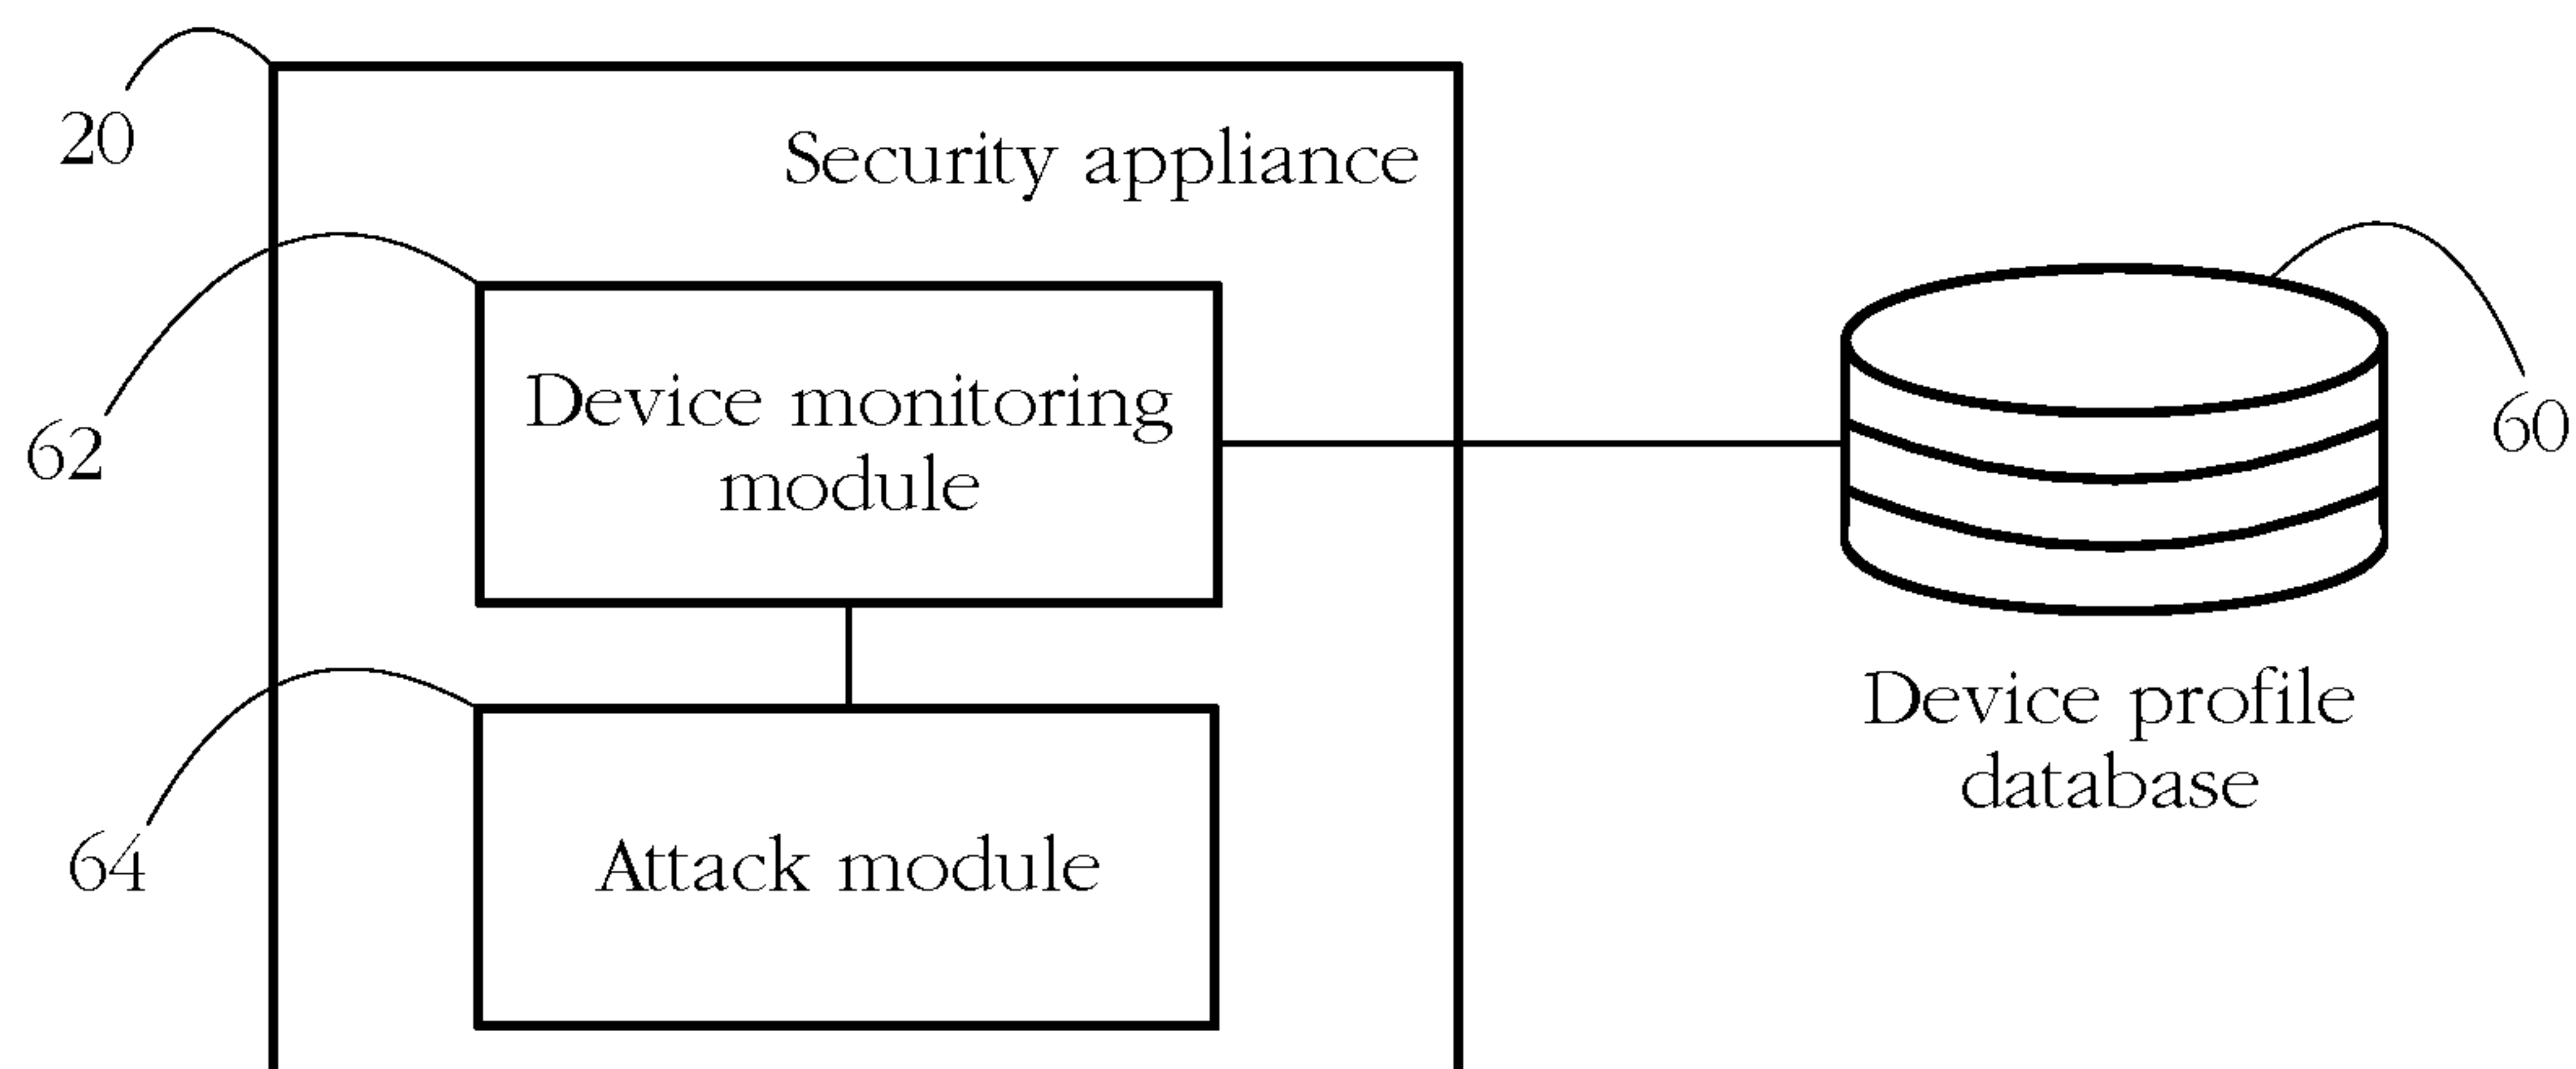 20
Security appliance
62
Device monitoring
module
60
64
Attack module
Device profile
database